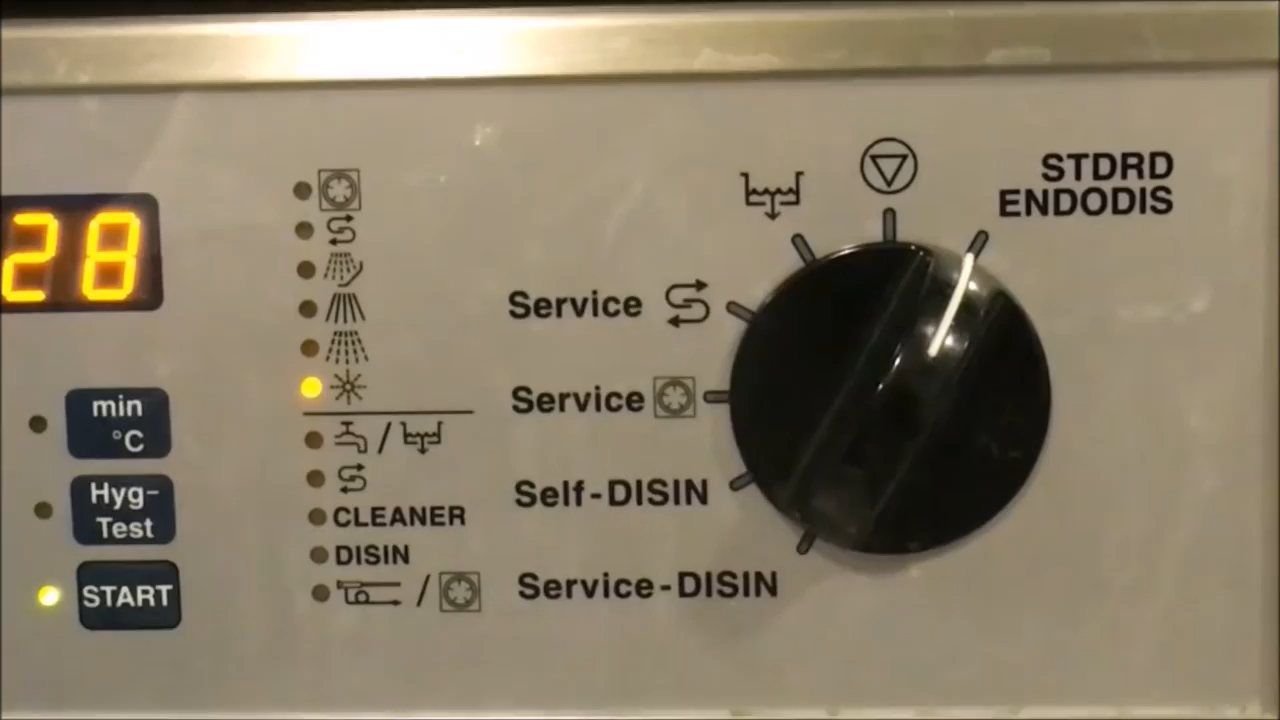 28
min
°C
Hyg-
Test
START
CLEANER
DISIN
Service
Service
Self-DISIN
Service-DISIN
STDRD
ENDODIS